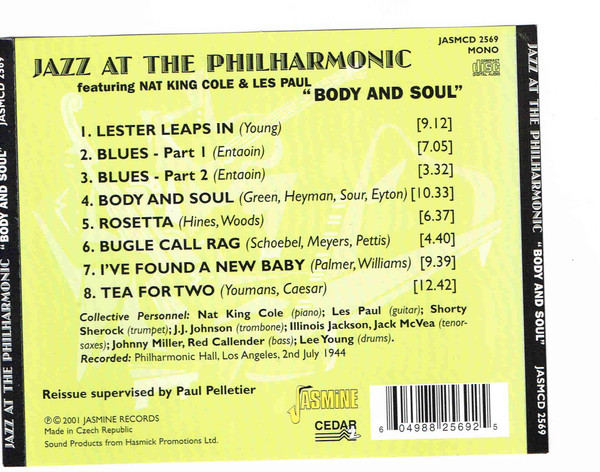 JAZZ AT THE PHILHARMONIC "BODY AND SOUL" JASMCD 2569
JASMCD 2569
MONO
COMPACT
disc
DIGITAL AUDIO
JAZZ AT THE PHILHARMONIC
featuring NAT KING COLE & LES PAUL
"BODY AND SOUL"
1. LESTER LEAPS IN (Young) [9.12]
2. BLUES - Part 1 (Entaoin) [7.05]
3. BLUES - Part 2 (Entaoin) [3.32]
4. BODY AND SOUL (Green, Heyman, Sour, Eyton) [10.33]
5. ROSETTA (Hines, Woods) [6.37]
6. BUGLE CALL RAG (Schoebel, Meyers, Pettis) [4.40]
7. I'VE FOUND A NEW BABY (Palmer, Williams) [9.39]
8. TEA FOR TWO (Youmans, Caesar) [12.42]
Collective Personnel: Nat King Cole (piano); Les Paul (guitar); Shorty
Sherock (trumpet); J.J. Johnson (trombone); Illinois Jackson, Jack McVea (tenor-
saxes); Johnny Miller, Red Callender (bass); Lee Young (drums).
Recorded: Philharmonic Hall, Los Angeles, 2nd July 1944
Reissue supervised by Paul Pelletier
℗ © 2001 JASMINE RECORDS
Made in Czech Republic
Sound Products from Hasmick Promotions Ltd.
JASMINE
CEDAR
6 04988 25692 5
JAZZ AT THE PHILHARMONIC "BODY AND SOUL" JASMCD 2569